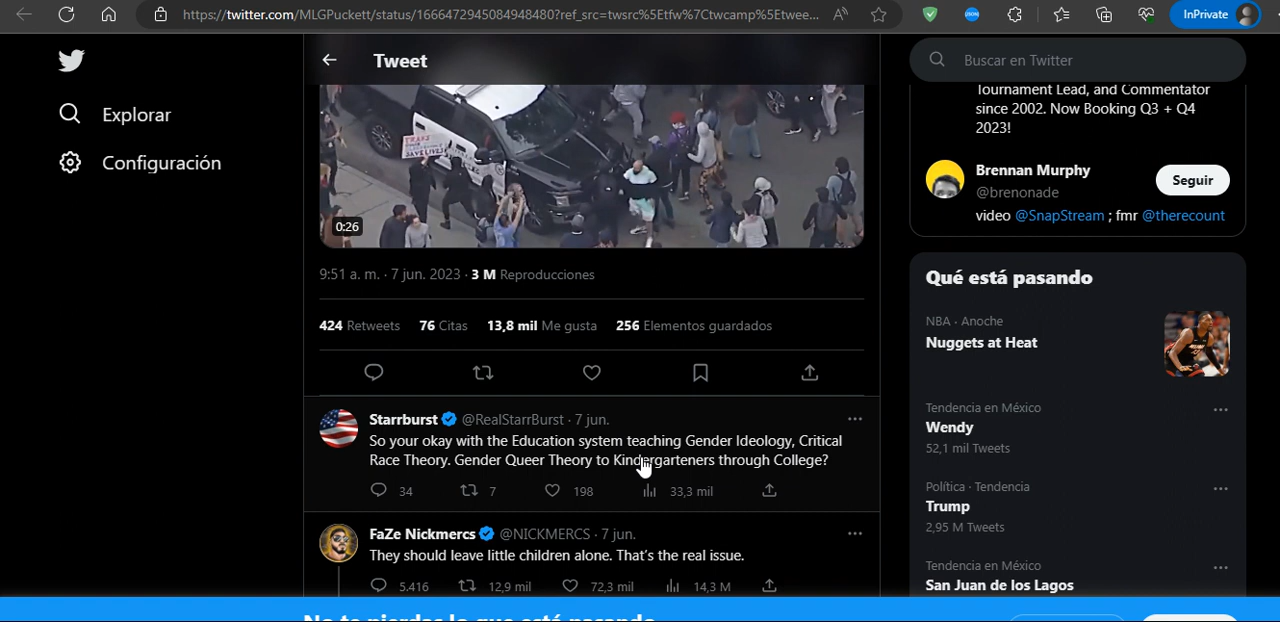 https://twitter.com/MLGPuckett/status/1666472945084948480?ref_src=twsrc%5Etfw%7Ctwcamp%5Etwee...
InPrivate
Explorar
Configuración
Tweet
0:26
9:51 a. m. · 7 jun. 2023 · 3 M Reproducciones
424 Retweets 76 Citas 13,8 mil Me gusta 256 Elementos guardados
Starrburst @RealStarrBurst · 7 jun.
So your okay with the Education system teaching Gender Ideology, Critical
Race Theory. Gender Queer Theory to Kindergarteners through College?
34 7 198 33,3 mil
FaZe Nickmercs @NICKMERCS · 7 jun.
They should leave little children alone. That's the real issue.
5.416 12,9 mil 72,3 mil 14,3 M
Buscar en Twitter
Tournament Lead, and Commentator
since 2002. Now Booking Q3 + Q4
2023!
Brennan Murphy
@brenonade
Seguir
video @SnapStream ; fmr @therecount
Qué está pasando
NBA · Anoche
Nuggets at Heat
Tendencia en México
Wendy
52,1 mil Tweets
Política · Tendencia
Trump
2,95 M Tweets
Tendencia en México
San Juan de los Lagos
No te pierdas lo que está pasando